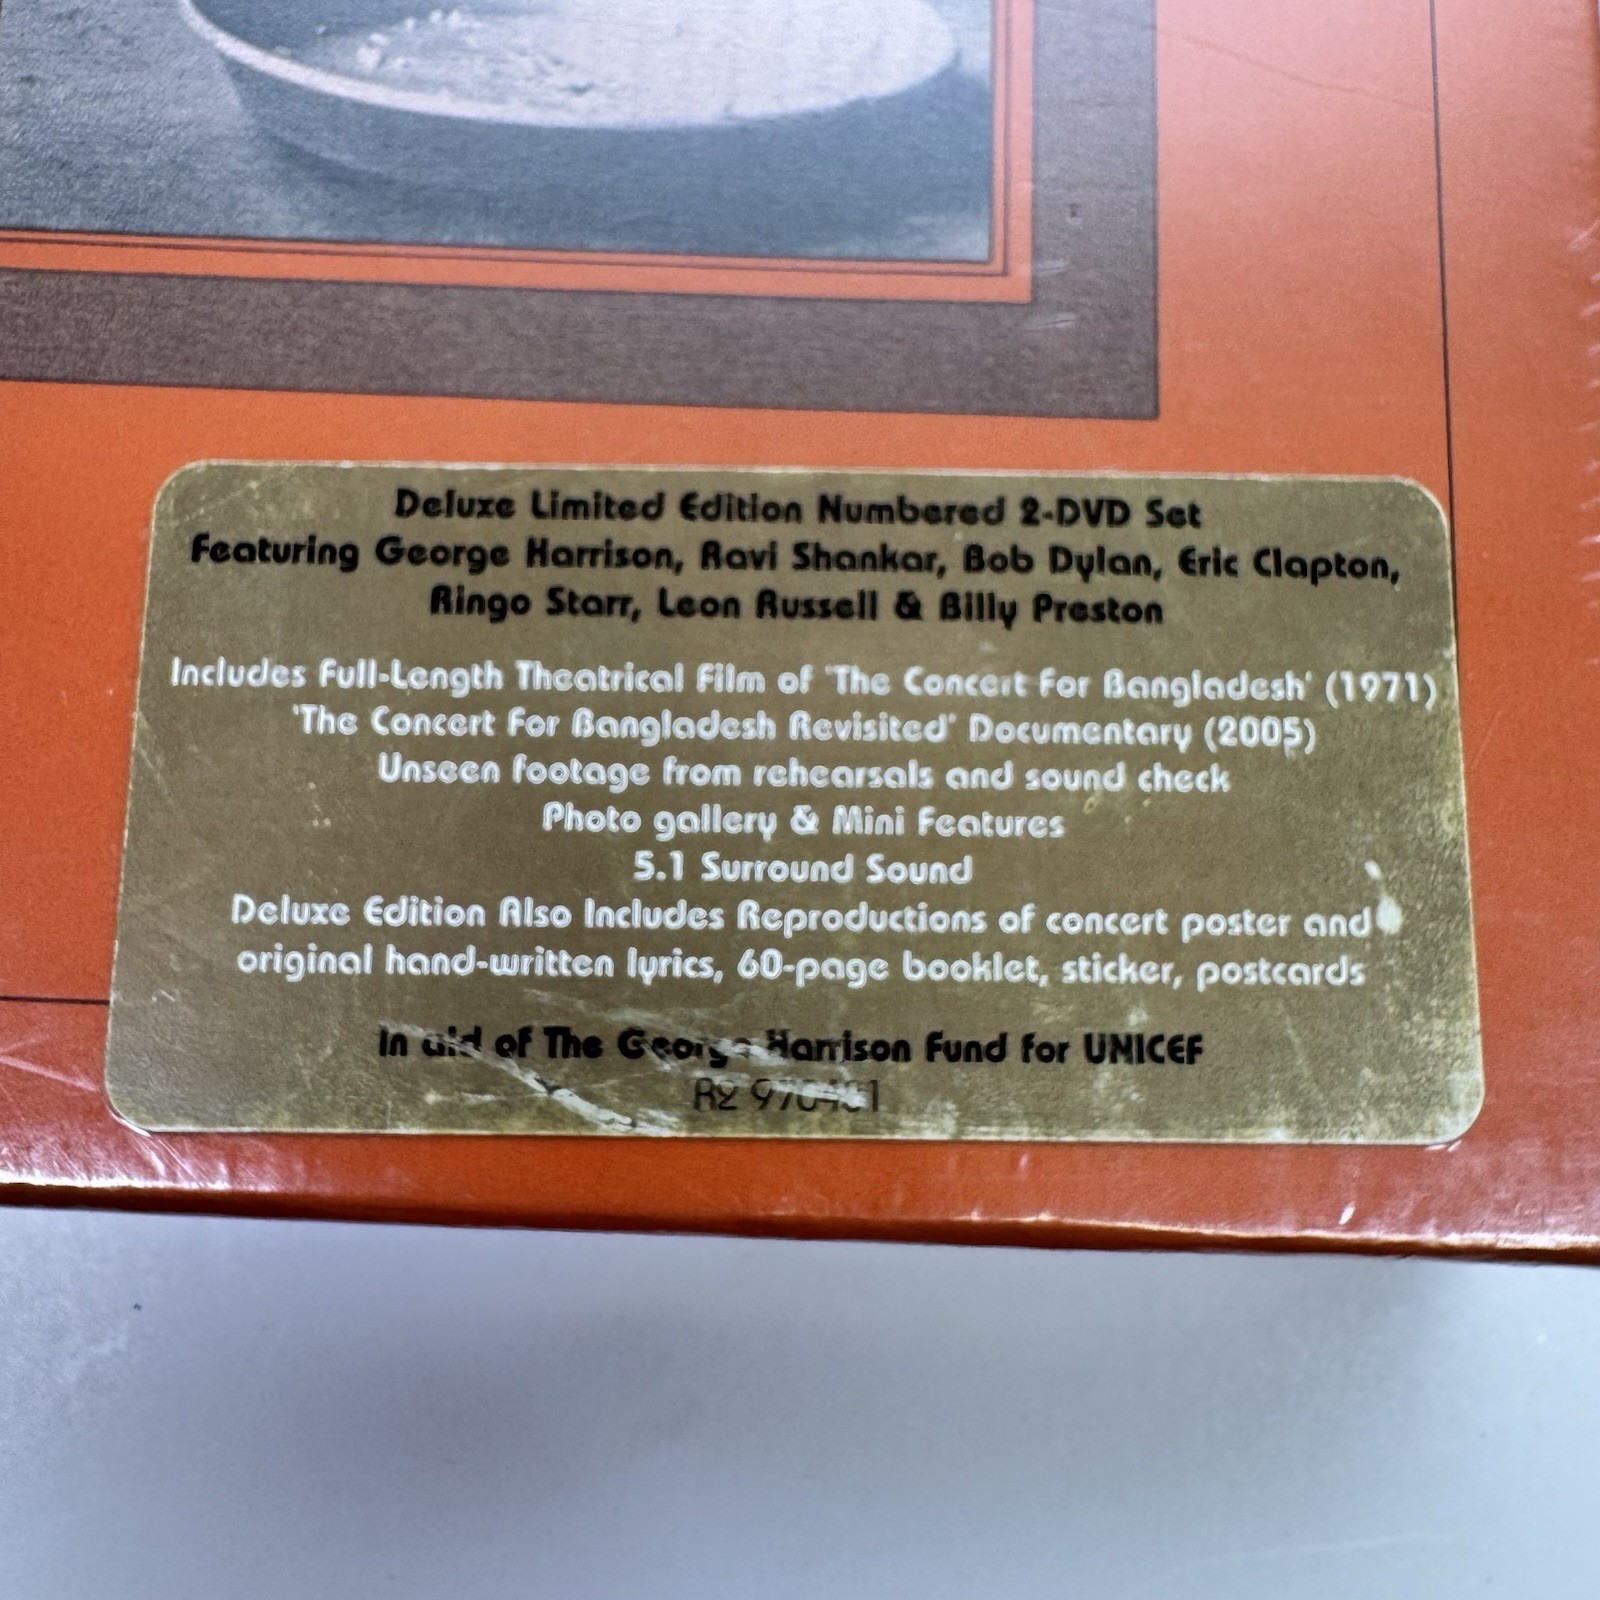 Deluxe Limited Edition Numbered 2-DVD Set
Featuring George Harrison, Ravi Shankar, Bob Dylan, Eric Clapton,
Ringo Starr, Leon Russell & Billy Preston
Includes Full-Length Theatrical Film of 'The Concert For Bangladesh' (1971)
'The Concert For Bangladesh Revisited' Documentary (2005)
Unseen footage from rehearsals and sound check
Photo gallery & Mini Features
5.1 Surround Sound
Deluxe Edition Also Includes Reproductions of concert poster and
original hand-written lyrics, 60-page booklet, sticker, postcards
In aid of The George Harrison Fund for UNICEF
R2